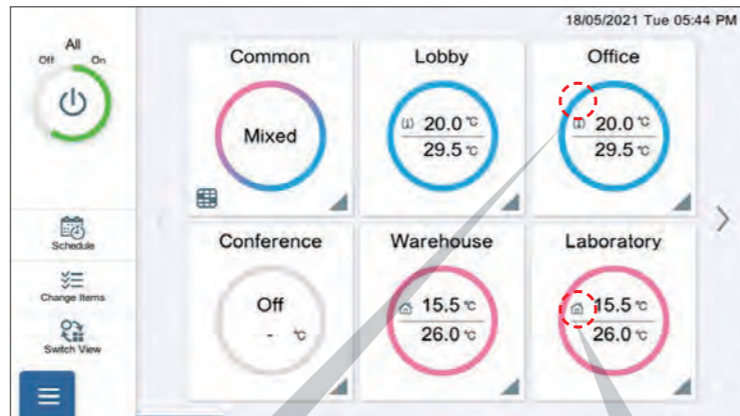 18/05/2021 Tue 05:44 PM
All
Off On
Common
Lobby
Office
Mixed
20.0 °C
29.5 °C
20.0 °C
29.5 °C
Schedule
Change Items
Switch View
Conference
Warehouse
Laboratory
Off
- °C
15.5 °C
26.0 °C
15.5 °C
26.0 °C